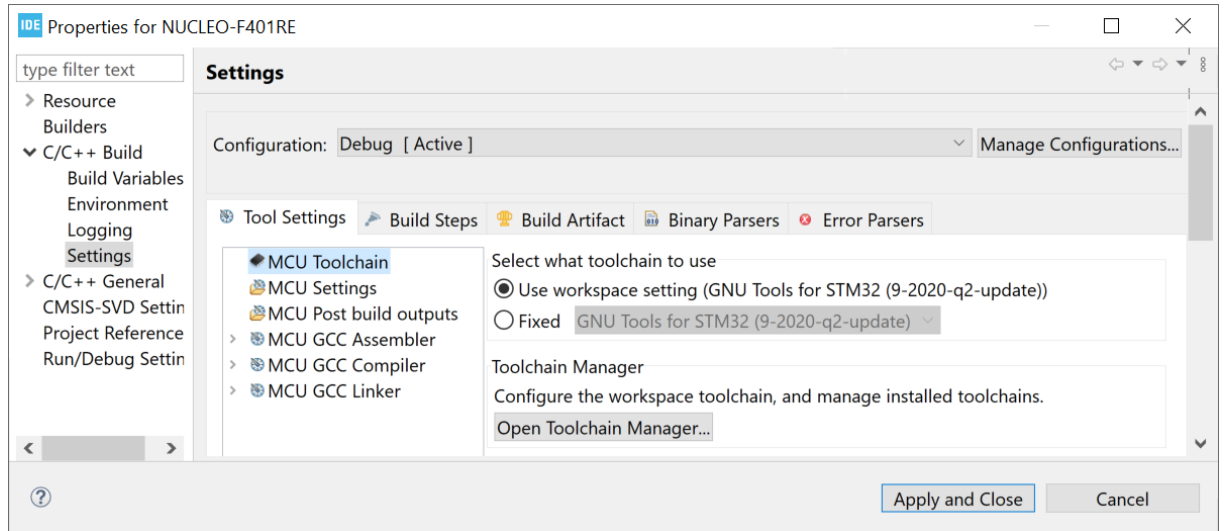 IDE Properties for NUCLEO-F401RE
type filter text
Resource
Builders
C/C++ Build
Build Variables
Environment
Logging
Settings
C/C++ General
CMSIS-SVD Settin
Project Reference
Run/Debug Settin
Settings
Configuration: Debug [ Active ] Manage Configurations...
Tool Settings Build Steps Build Artifact Binary Parsers Error Parsers
MCU Toolchain
MCU Settings
MCU Post build outputs
MCU GCC Assembler
MCU GCC Compiler
MCU GCC Linker
Select what toolchain to use
Use workspace setting (GNU Tools for STM32 (9-2020-q2-update))
Fixed GNU Tools for STM32 (9-2020-q2-update)
Toolchain Manager
Configure the workspace toolchain, and manage installed toolchains.
Open Toolchain Manager...
Apply and Close Cancel